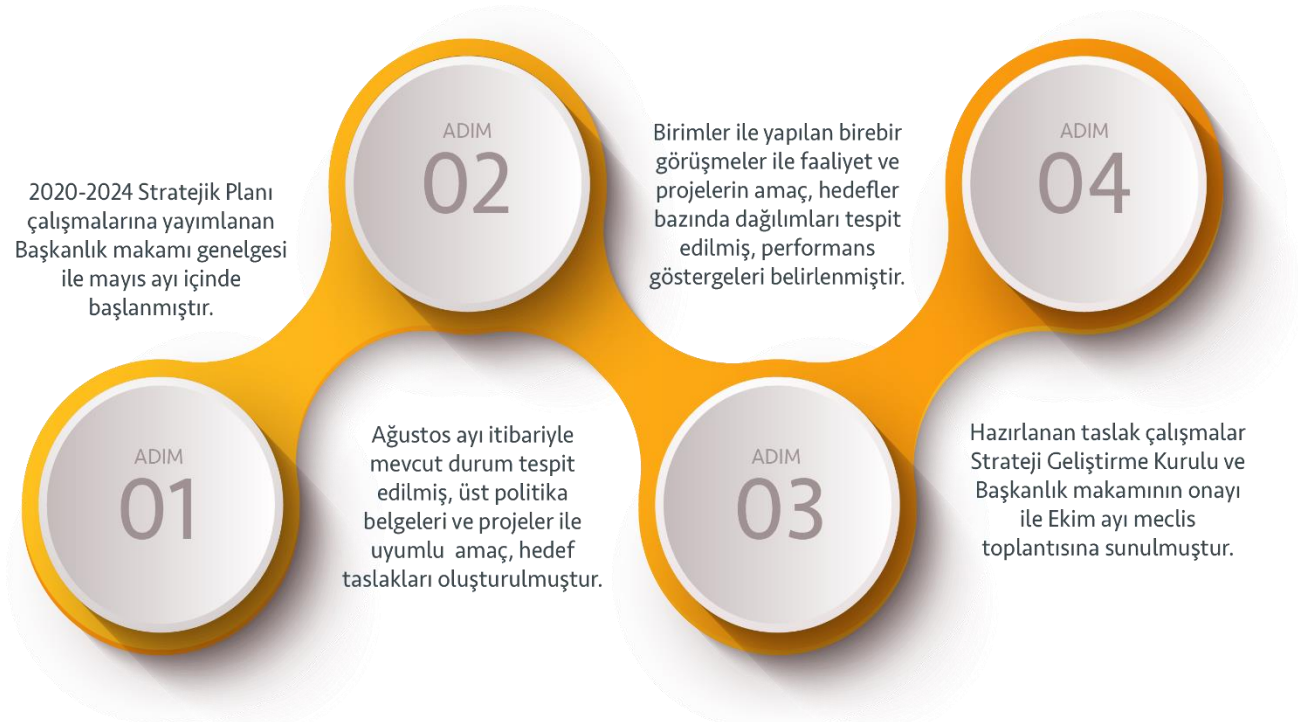 ADIM
01
2020-2024 Stratejik Planı
çalışmalarına yayımlanan
Başkanlık makamı genelgesi
ile mayıs ayı içinde
başlanmıştır.
ADIM
02
Ağustos ayı itibariyle
mevcut durum tespit
edilmiş, üst politika
belgeleri ve projeler ile
uyumlu  amaç, hedef
taslakları oluşturulmuştur.
ADIM
03
Birimler ile yapılan birebir
görüşmeler ile faaliyet ve
projelerin amaç, hedefler
bazında dağılımları tespit
edilmiş, performans
göstergeleri belirlenmiştir.
ADIM
04
Hazırlanan taslak çalışmalar
Strateji Geliştirme Kurulu ve
Başkanlık makamının onayı
ile Ekim ayı meclis
toplantısına sunulmuştur.